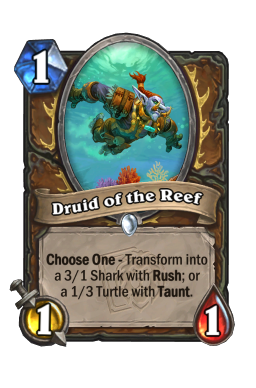 1
Druid of the Reef
Choose One - Transform into
a 3/1 Shark with Rush; or
a 1/3 Turtle with Taunt.
1 1